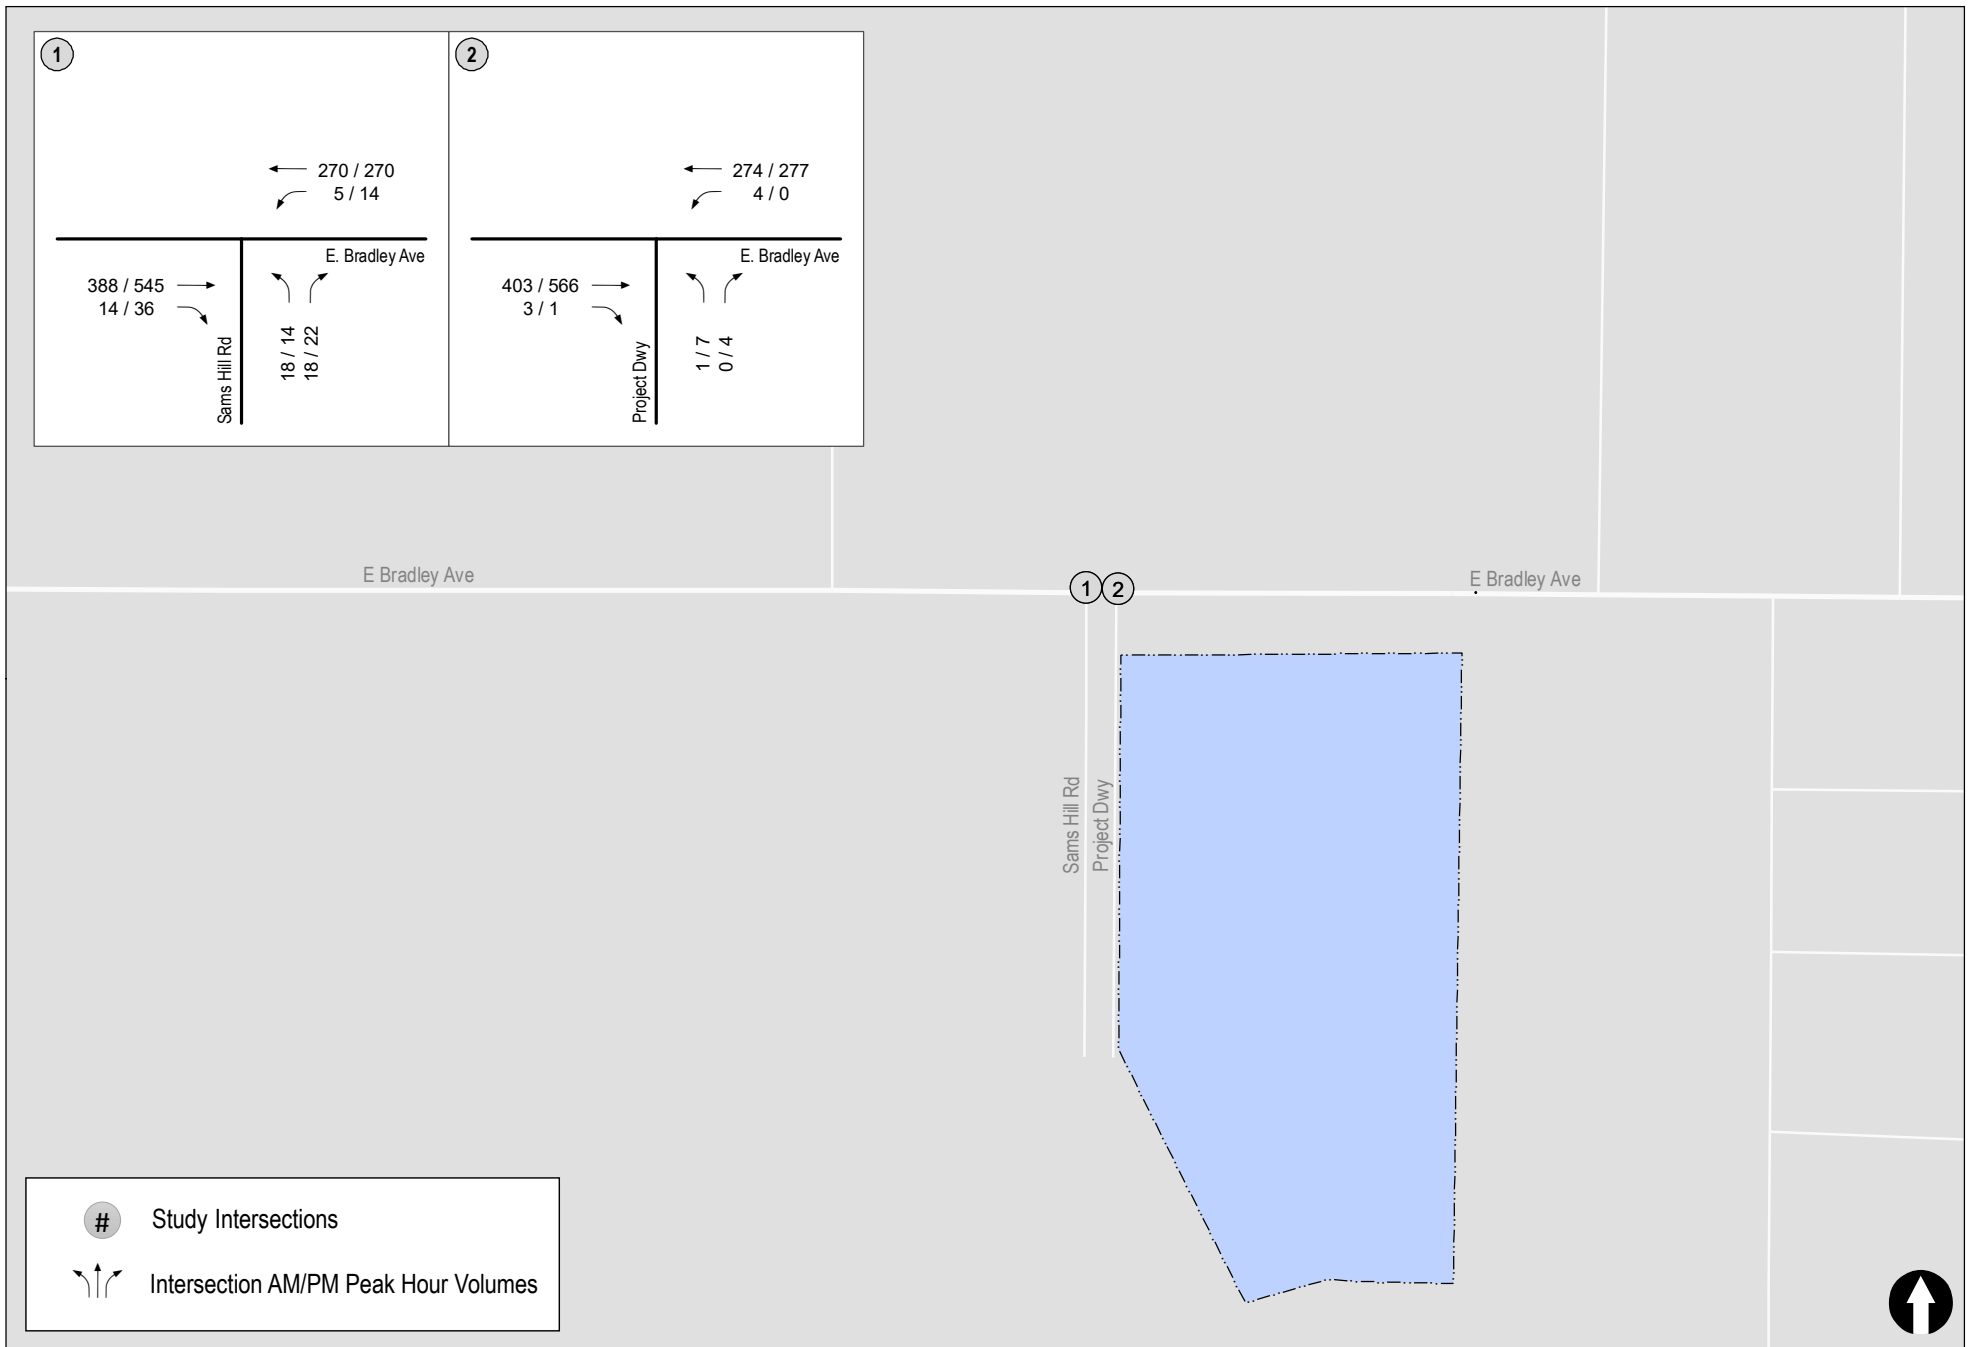 1
270 / 270
5 / 14
E. Bradley Ave
388 / 545
14 / 36
Sams Hill Rd
18 / 14
18 / 22
2
274 / 277
4 / 0
E. Bradley Ave
403 / 566
3 / 1
Project Dwy
1 / 7
0 / 4
E Bradley Ave
1
2
E Bradley Ave
Sams Hill Rd
Project Dwy
# Study Intersections
Intersection AM/PM Peak Hour Volumes